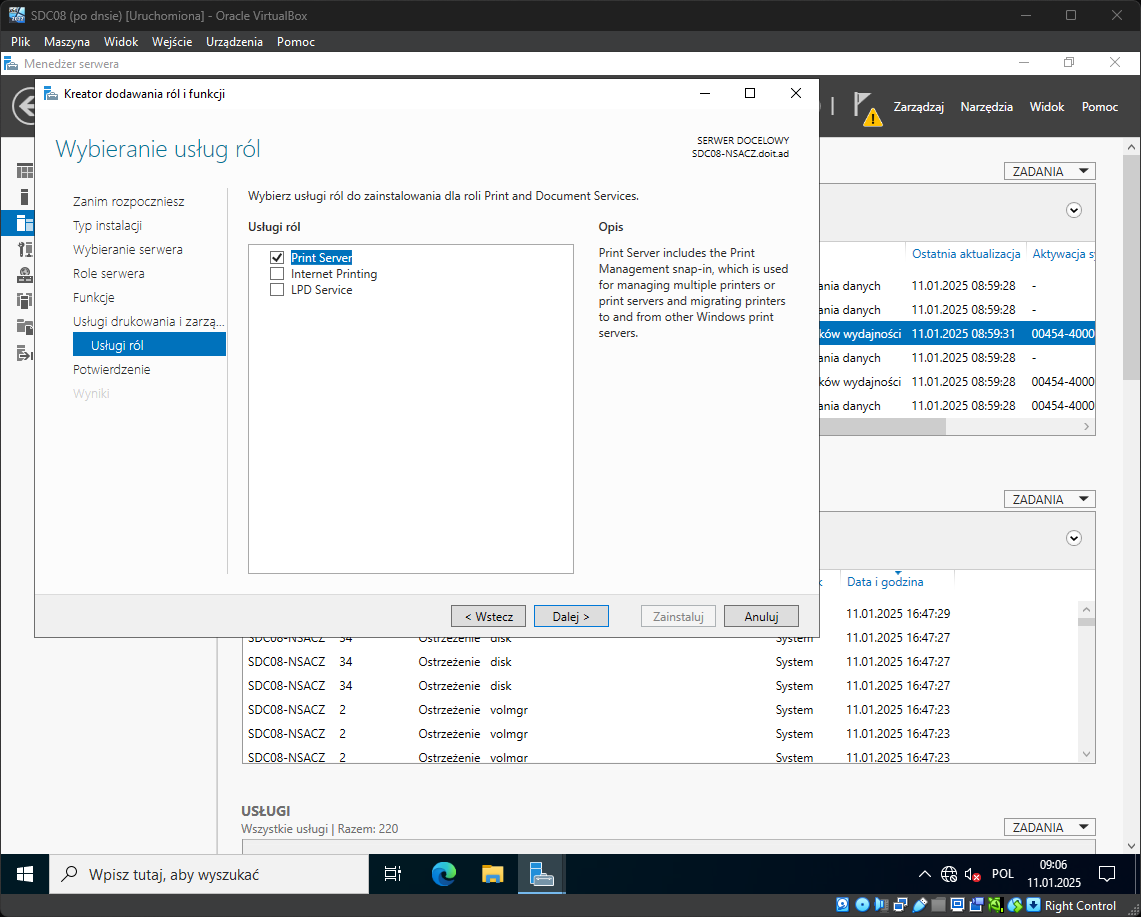 SDC08 (po dnsie) [Uruchomiona] - Oracle VirtualBox
Plik Maszyna Widok Wejście Urządzenia Pomoc
Menedżer serwera
Zarządzaj Narzędzia Widok Pomoc
Kreator dodawania ról i funkcji
Wybieranie usług ról
SERWER DOCELOWY
SDC08-NSACZ.doit.ad
Zanim rozpoczniesz
Typ instalacji
Wybieranie serwera
Role serwera
Funkcje
Usługi drukowania i zarzą...
Usługi ról
Potwierdzenie
Wyniki
Wybierz usługi ról do zainstalowania dla roli Print and Document Services.
Usługi ról
Print Server
Internet Printing
LPD Service
Opis
Print Server includes the Print
Management snap-in, which is used
for managing multiple printers or
print servers and migrating printers
to and from other Windows print
servers.
< Wstecz Dalej > Zainstaluj Anuluj
ZADANIA
Ostatnia aktualizacja Aktywacja sy
ania danych 11.01.2025 08:59:28 -
ania danych 11.01.2025 08:59:28 -
ków wydajności 11.01.2025 08:59:31 00454-4000
ania danych 11.01.2025 08:59:28 -
ków wydajności 11.01.2025 08:59:28 00454-4000
ania danych 11.01.2025 08:59:28 00454-4000
ZADANIA
Data i godzina
11.01.2025 16:47:29
SDC08-NSACZ 34 Ostrzeżenie disk System 11.01.2025 16:47:27
SDC08-NSACZ 34 Ostrzeżenie disk System 11.01.2025 16:47:27
SDC08-NSACZ 34 Ostrzeżenie disk System 11.01.2025 16:47:27
SDC08-NSACZ 2 Ostrzeżenie volmgr System 11.01.2025 16:47:23
SDC08-NSACZ 2 Ostrzeżenie volmgr System 11.01.2025 16:47:23
SDC08-NSACZ 2 Ostrzeżenie volmgr System 11.01.2025 16:47:23
USŁUGI
Wszystkie usługi | Razem: 220
ZADANIA
Wpisz tutaj, aby wyszukać
POL
09:06
11.01.2025
Right Control